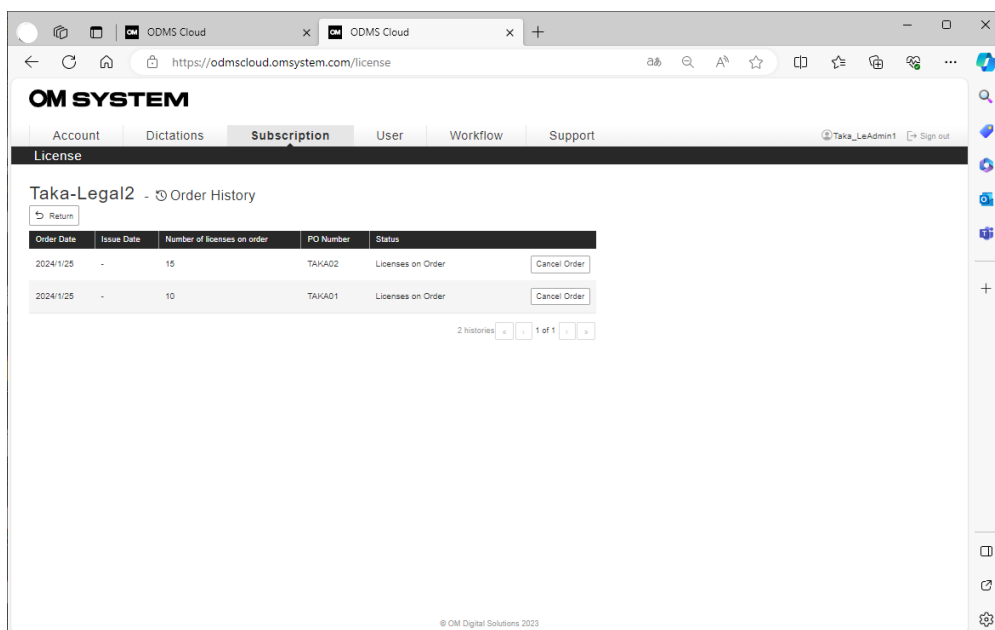 OM ODMS Cloud OM ODMS Cloud
https://odmscloud.omsystem.com/license
OM SYSTEM
Account Dictations Subscription User Workflow Support Taka_LeAdmin1 Sign out
License
Taka-Legal2 - Order History
Return
Order Date Issue Date Number of licenses on order PO Number Status
2024/1/25 - 15 TAKA02 Licenses on Order Cancel Order
2024/1/25 - 10 TAKA01 Licenses on Order Cancel Order
2 histories « ‹ 1 of 1 › »
© OM Digital Solutions 2023